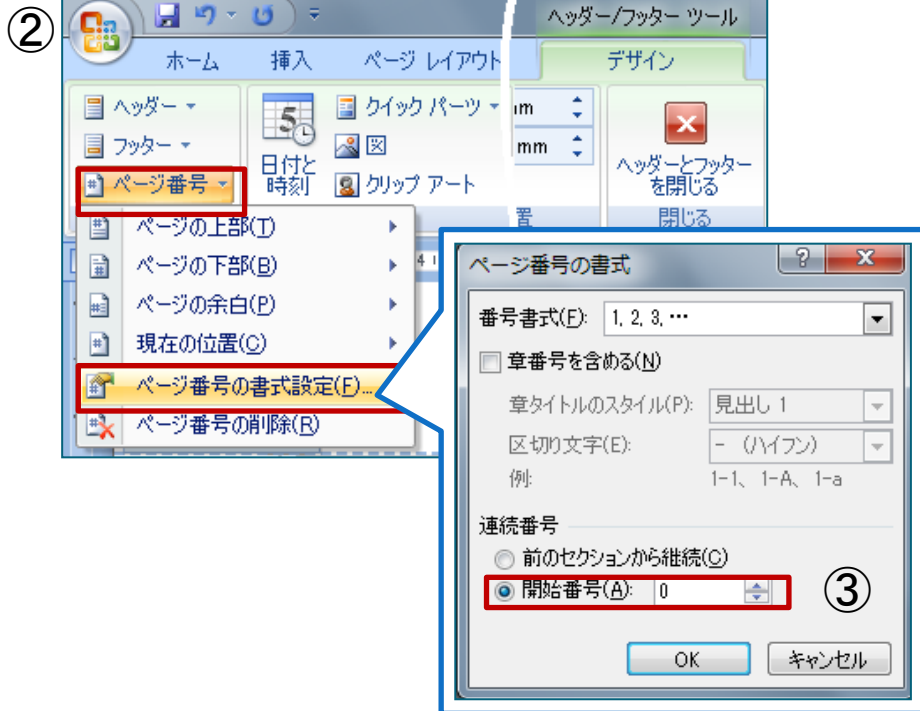 ②
ヘッダー/フッター ツール
ホーム 挿入 ページ レイアウト デザイン
ヘッダー
フッター
ページ番号
5
日付と
時刻
クイック パーツ
図
クリップ アート
mm
ヘッダーとフッター
を閉じる
置 閉じる
ページの上部(T)
ページの下部(B)
ページの余白(P)
現在の位置(C)
ページ番号の書式設定(F)...
ページ番号の削除(R)
4
ページ番号の書式
? X
番号書式(F): 1, 2, 3, …
章番号を含める(N)
章タイトルのスタイル(P): 見出し 1
区切り文字(E): - (ハイフン)
例: 1-1、1-A、1-a
連続番号
前のセクションから継続(C)
開始番号(A): 0
③
OK キャンセル